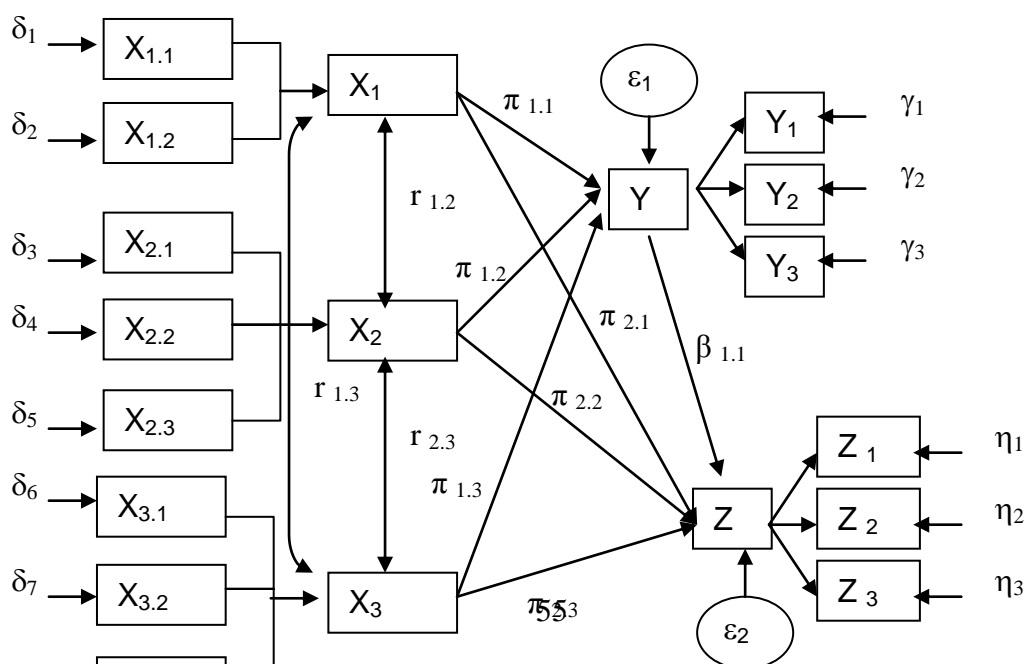 δ1
X1.1
δ2
X1.2
X1
ε1
π 1.1
Y1
γ1
Y
Y2
γ2
Y3
γ3
r 1.2
δ3
X2.1
π 1.2
δ4
X2.2
X2
π 2.1
β 1.1
r 1.3
π 2.2
δ5
X2.3
r 2.3
π 1.3
Z 1
η1
δ6
X3.1
Z
Z 2
η2
δ7
X3.2
X3
Z 3
η3
ε2